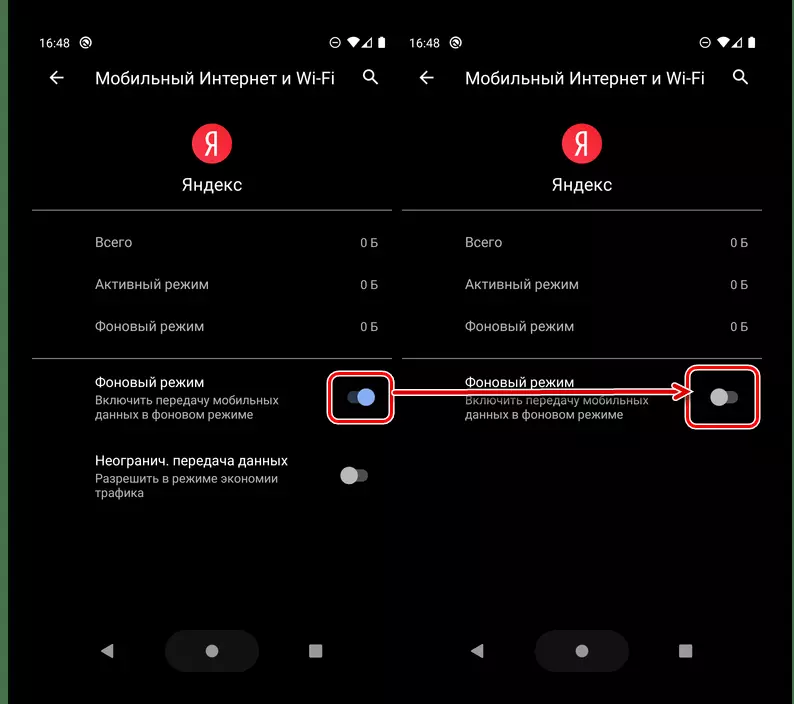 16:48
Мобильный Интернет и Wi-Fi
Я
Яндекс
Всего 0 Б
Активный режим 0 Б
Фоновый режим 0 Б
Фоновый режим
Включить передачу мобильных
данных в фоновом режиме
Неогранич. передача данных
Разрешить в режиме экономии
трафика
16:48
Мобильный Интернет и Wi-Fi
Я
Яндекс
Всего 0 Б
Активный режим 0 Б
Фоновый режим 0 Б
Фоновый режим
Включить передачу мобильных
данных в фоновом режиме